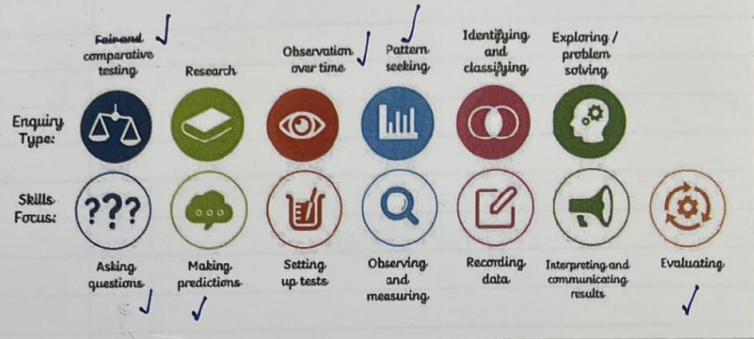 Fair and comparative testing
Research
Observation over time
Pattern seeking
Identifying and classifying
Exploring / problem solving
Enquiry Type:
Skills Focus:
???
Asking questions
Making predictions
Setting up tests
Observing and measuring
Recording data
Interpreting and communicating results
Evaluating